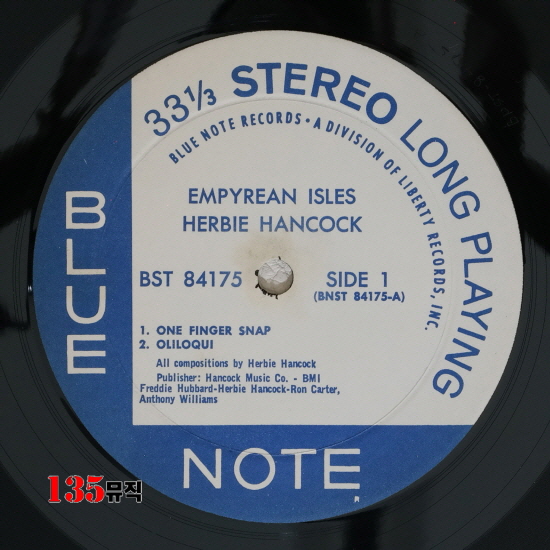 33⅓ STEREO LONG PLAYING
BLUE NOTE RECORDS • A DIVISION OF LIBERTY RECORDS, INC.
EMPYREAN ISLES
HERBIE HANCOCK
BST 84175 SIDE 1
(BNST 84175-A)
1. ONE FINGER SNAP
2. OLILOQUI
All compositions by Herbie Hancock
Publisher: Hancock Music Co. - BMI
Freddie Hubbard-Herbie Hancock-Ron Carter,
Anthony Williams
BLUE
NOTE
R
135뮤직